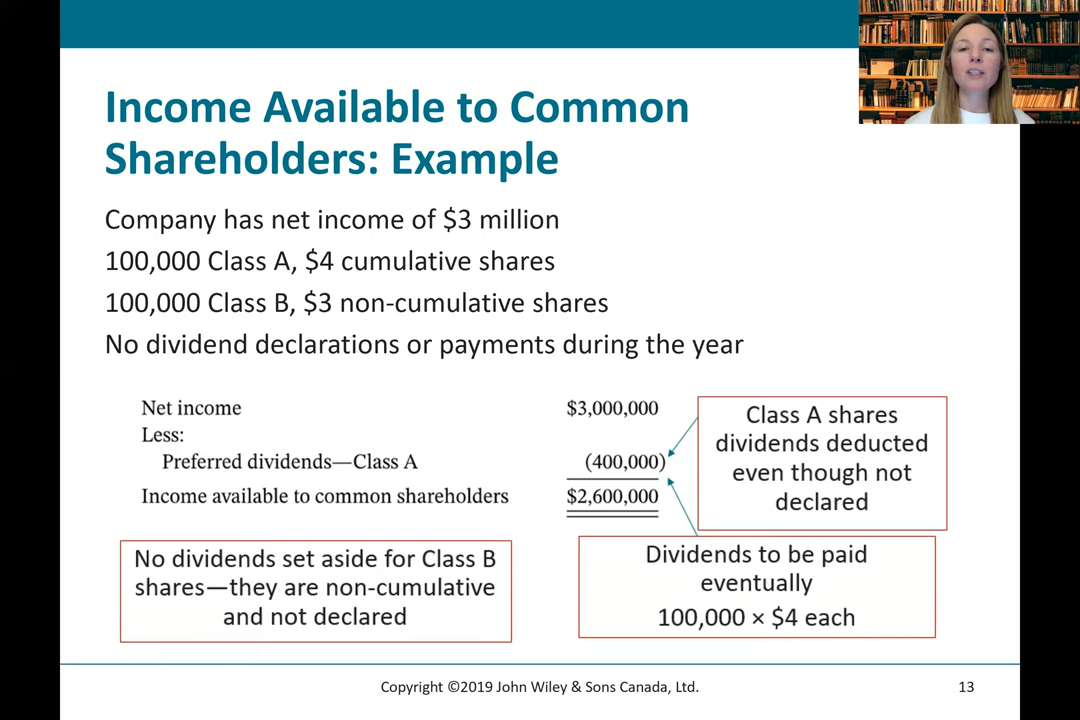 Income Available to Common
Shareholders: Example
Company has net income of $3 million
100,000 Class A, $4 cumulative shares
100,000 Class B, $3 non-cumulative shares
No dividend declarations or payments during the year
Net income $3,000,000
Less:
Preferred dividends—Class A (400,000)
Income available to common shareholders $2,600,000
Class A shares
dividends deducted
even though not
declared
No dividends set aside for Class B
shares—they are non-cumulative
and not declared
Dividends to be paid
eventually
100,000 × $4 each
Copyright ©2019 John Wiley & Sons Canada, Ltd. 13